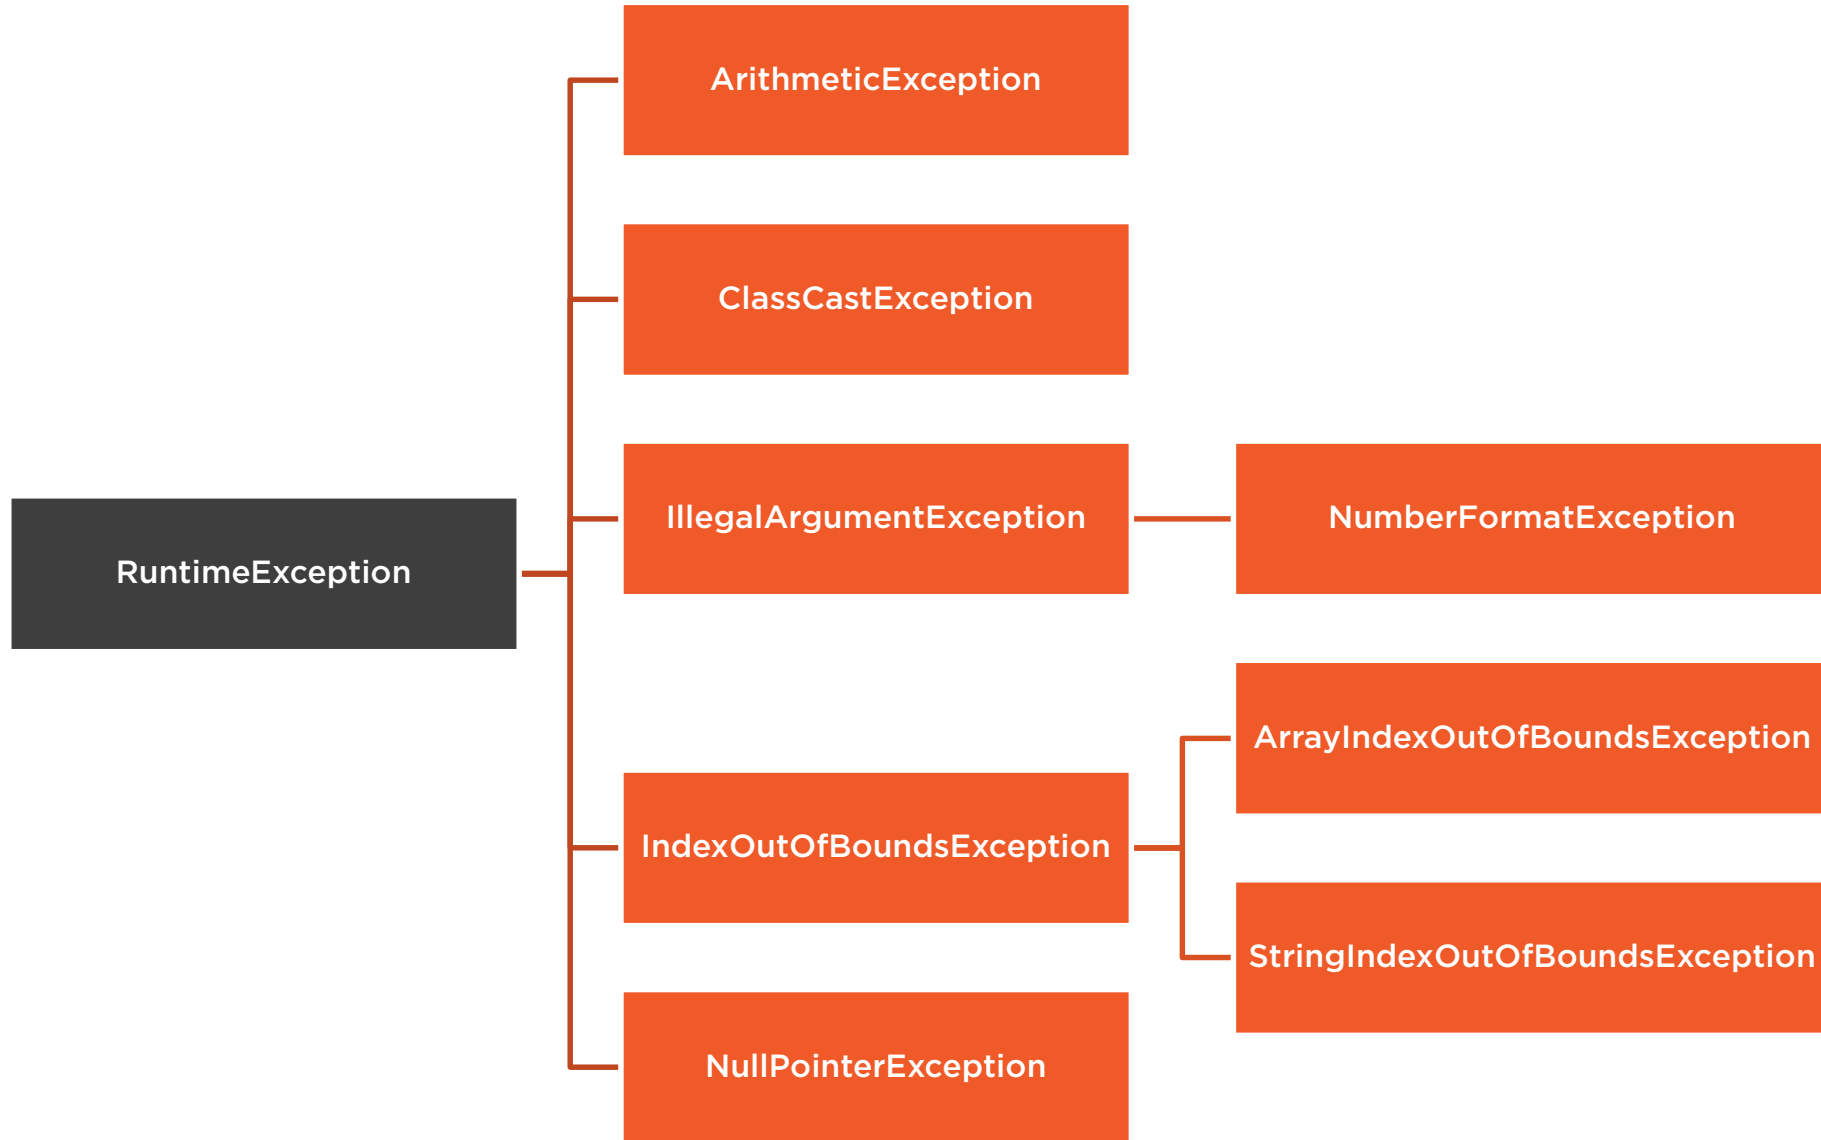 ArithmeticException
ClassCastException
IllegalArgumentException
NumberFormatException
RuntimeException
ArrayIndexOutOfBoundsException
IndexOutOfBoundsException
StringIndexOutOfBoundsException
NullPointerException